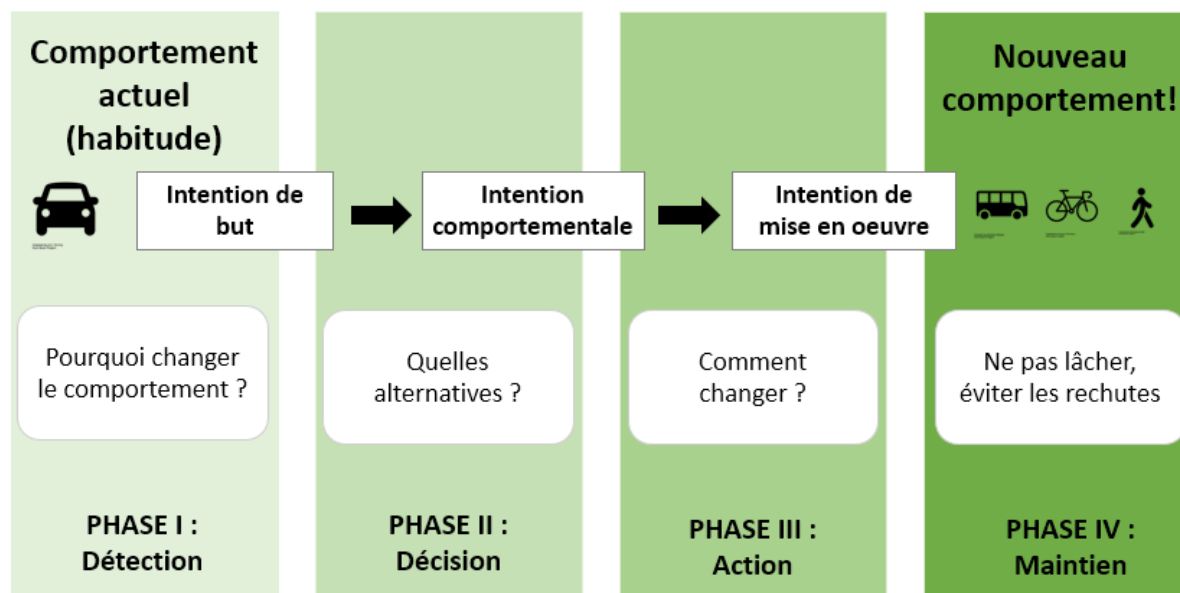 Comportement
actuel
(habitude)
Nouveau
comportement!
Intention de
but
Intention
comportementale
Intention de
mise en oeuvre
Pourquoi changer
le comportement ?
Quelles
alternatives ?
Comment
changer ?
Ne pas lâcher,
éviter les rechutes
PHASE I :
Détection
PHASE II :
Décision
PHASE III :
Action
PHASE IV :
Maintien